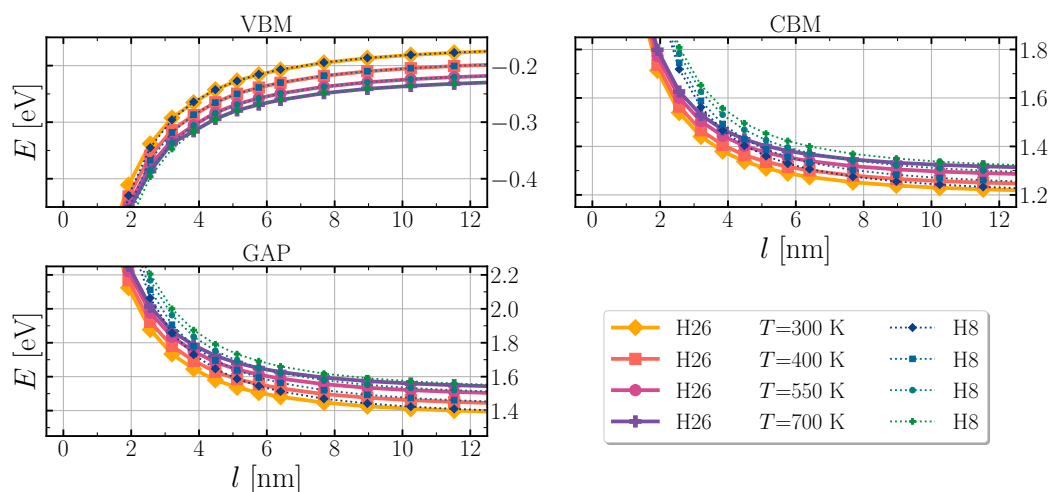 VBM
CBM
E [eV]
−0.2
−0.3
−0.4
0 2 4 6 8 10 12
1.8
1.6
1.4
1.2
0 2 4 6 8 10 12
l [nm]
GAP
E [eV]
2.2
2.0
1.8
1.6
1.4
0 2 4 6 8 10 12
l [nm]
H26 T=300 K H8
H26 T=400 K H8
H26 T=550 K H8
H26 T=700 K H8